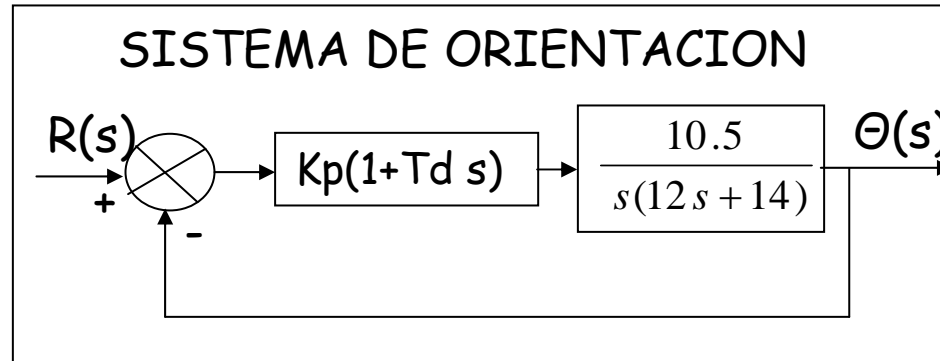 SISTEMA DE ORIENTACION
R(s)
+
-
Kp(1+Td s)
10.5
s(12s+14)
Θ(s)